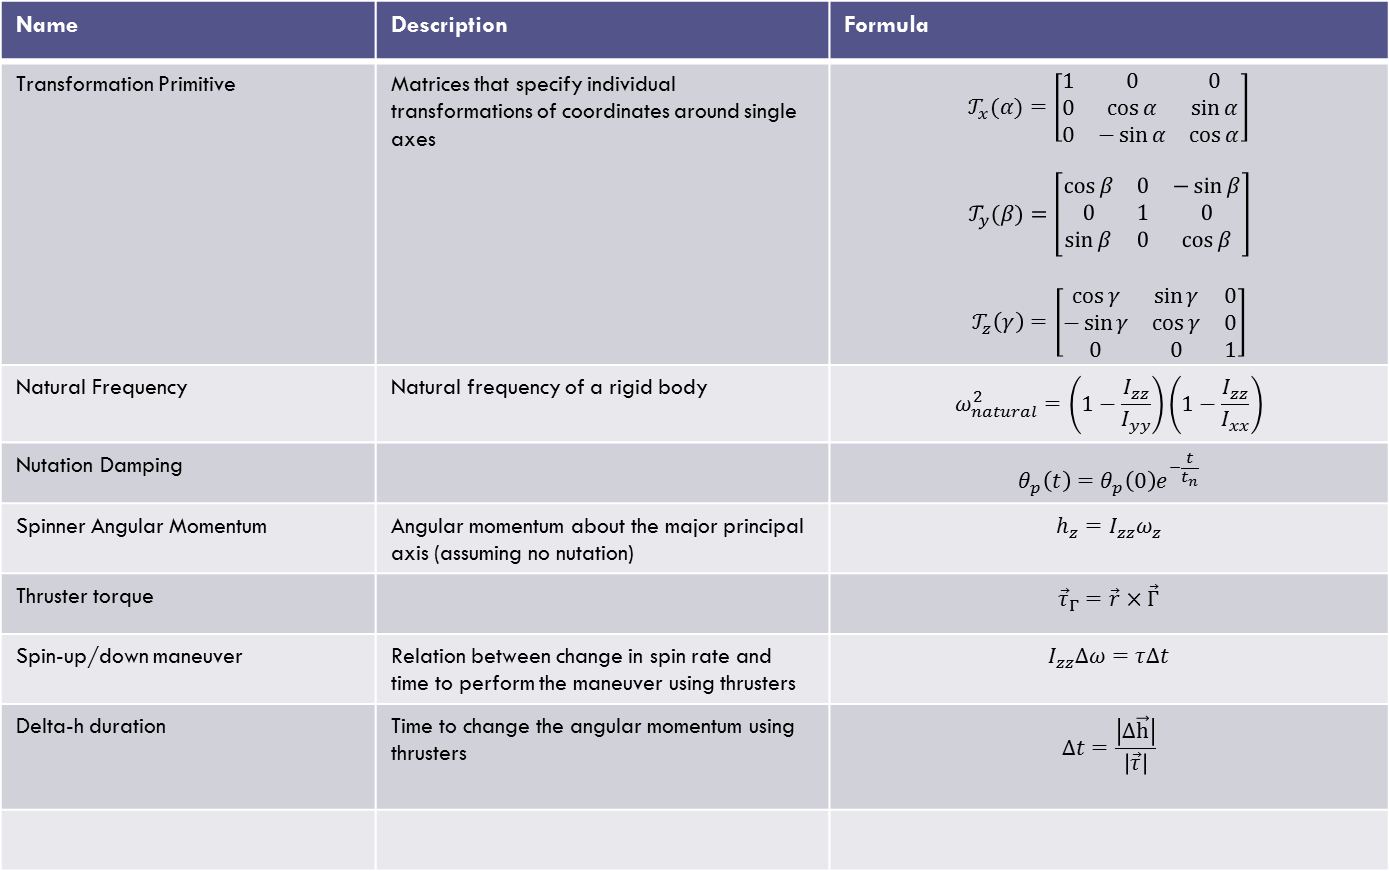 Name Description Formula
Transformation Primitive
Matrices that specify individual
transformations of coordinates around single
axes
𝒯x(α) = [1 0 0
0 cos α sin α
0 − sin α cos α]
𝒯y(β) = [cos β 0 − sin β
0 1 0
sin β 0 cos β]
𝒯z(γ) = [cos γ sin γ 0
− sin γ cos γ 0
0 0 1]
Natural Frequency
Natural frequency of a rigid body
ω²natural = (1 − Izz/Iyy)(1 − Izz/Ixx)
Nutation Damping
θp(t) = θp(0)e^(−t/tn)
Spinner Angular Momentum
Angular momentum about the major principal
axis (assuming no nutation)
hz = Izzωz
Thruster torque
τ⃗Γ = r⃗ × Γ⃗
Spin-up/down maneuver
Relation between change in spin rate and
time to perform the maneuver using thrusters
IzzΔω = τΔt
Delta-h duration
Time to change the angular momentum using
thrusters
Δt = |Δh⃗|/|τ⃗|